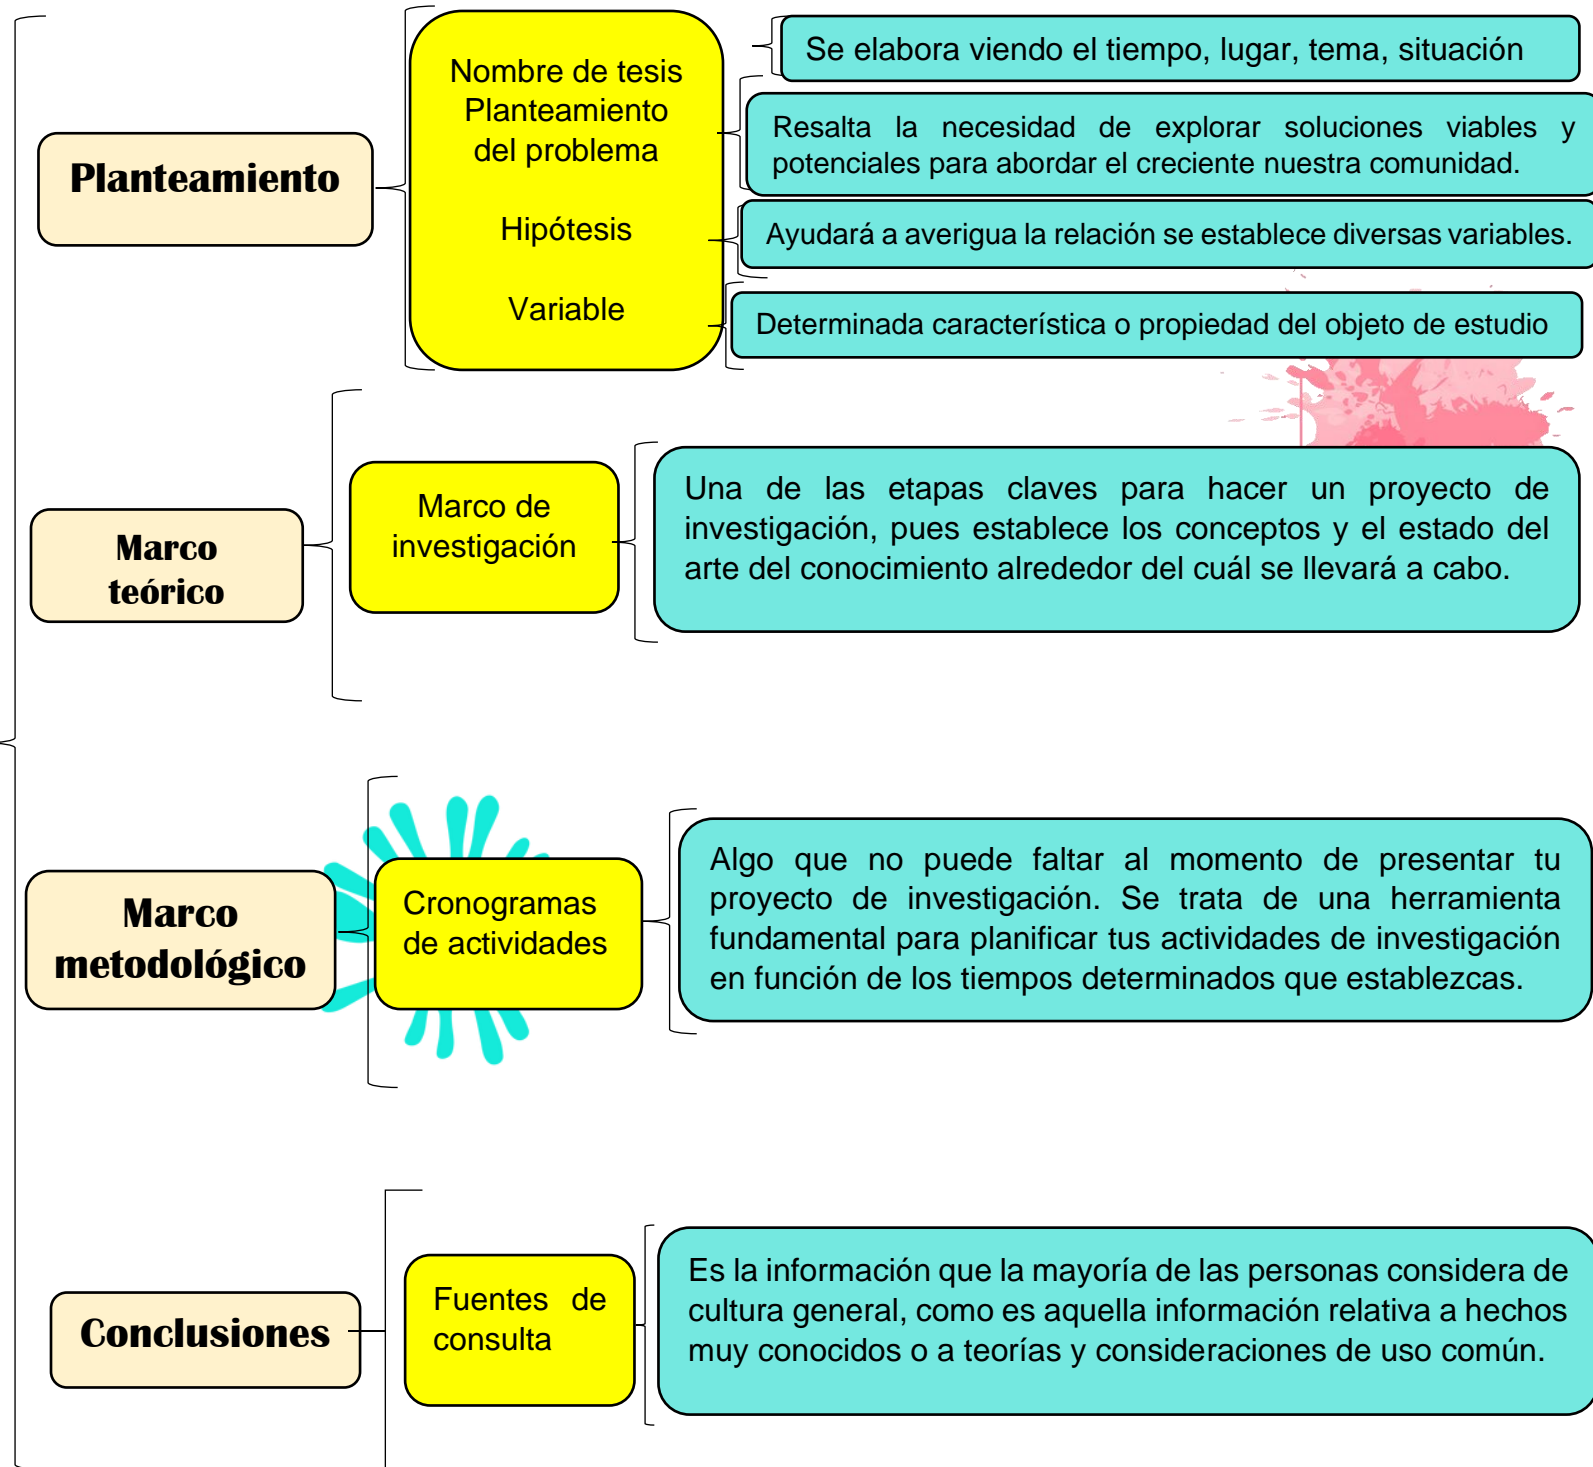 Planteamiento
Nombre de tesis
Planteamiento
del problema
Hipótesis
Variable
Se elabora viendo el tiempo, lugar, tema, situación
Resalta la necesidad de explorar soluciones viables y
potenciales para abordar el creciente nuestra comunidad.
Ayudará a averigua la relación se establece diversas variables.
Determinada característica o propiedad del objeto de estudio
Marco
teórico
Marco de
investigación
Una de las etapas claves para hacer un proyecto de
investigación, pues establece los conceptos y el estado del
arte del conocimiento alrededor del cuál se llevará a cabo.
Marco
metodológico
Cronogramas
de actividades
Algo que no puede faltar al momento de presentar tu
proyecto de investigación. Se trata de una herramienta
fundamental para planificar tus actividades de investigación
en función de los tiempos determinados que establezcas.
Conclusiones
Fuentes de
consulta
Es la información que la mayoría de las personas considera de
cultura general, como es aquella información relativa a hechos
muy conocidos o a teorías y consideraciones de uso común.